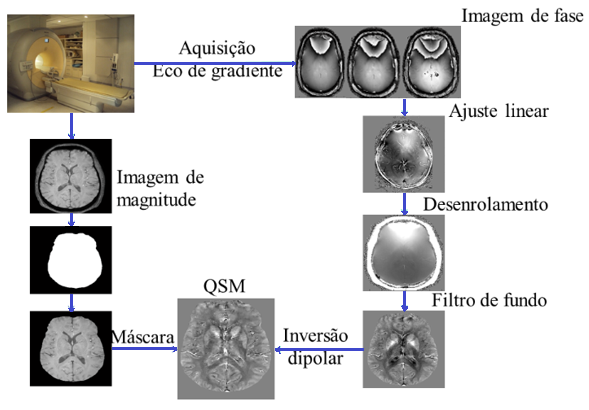 Imagem de fase
Aquisição
Eco de gradiente
Ajuste linear
Imagem de
magnitude
Desenrolamento
QSM
Filtro de fundo
Máscara
Inversão
dipolar